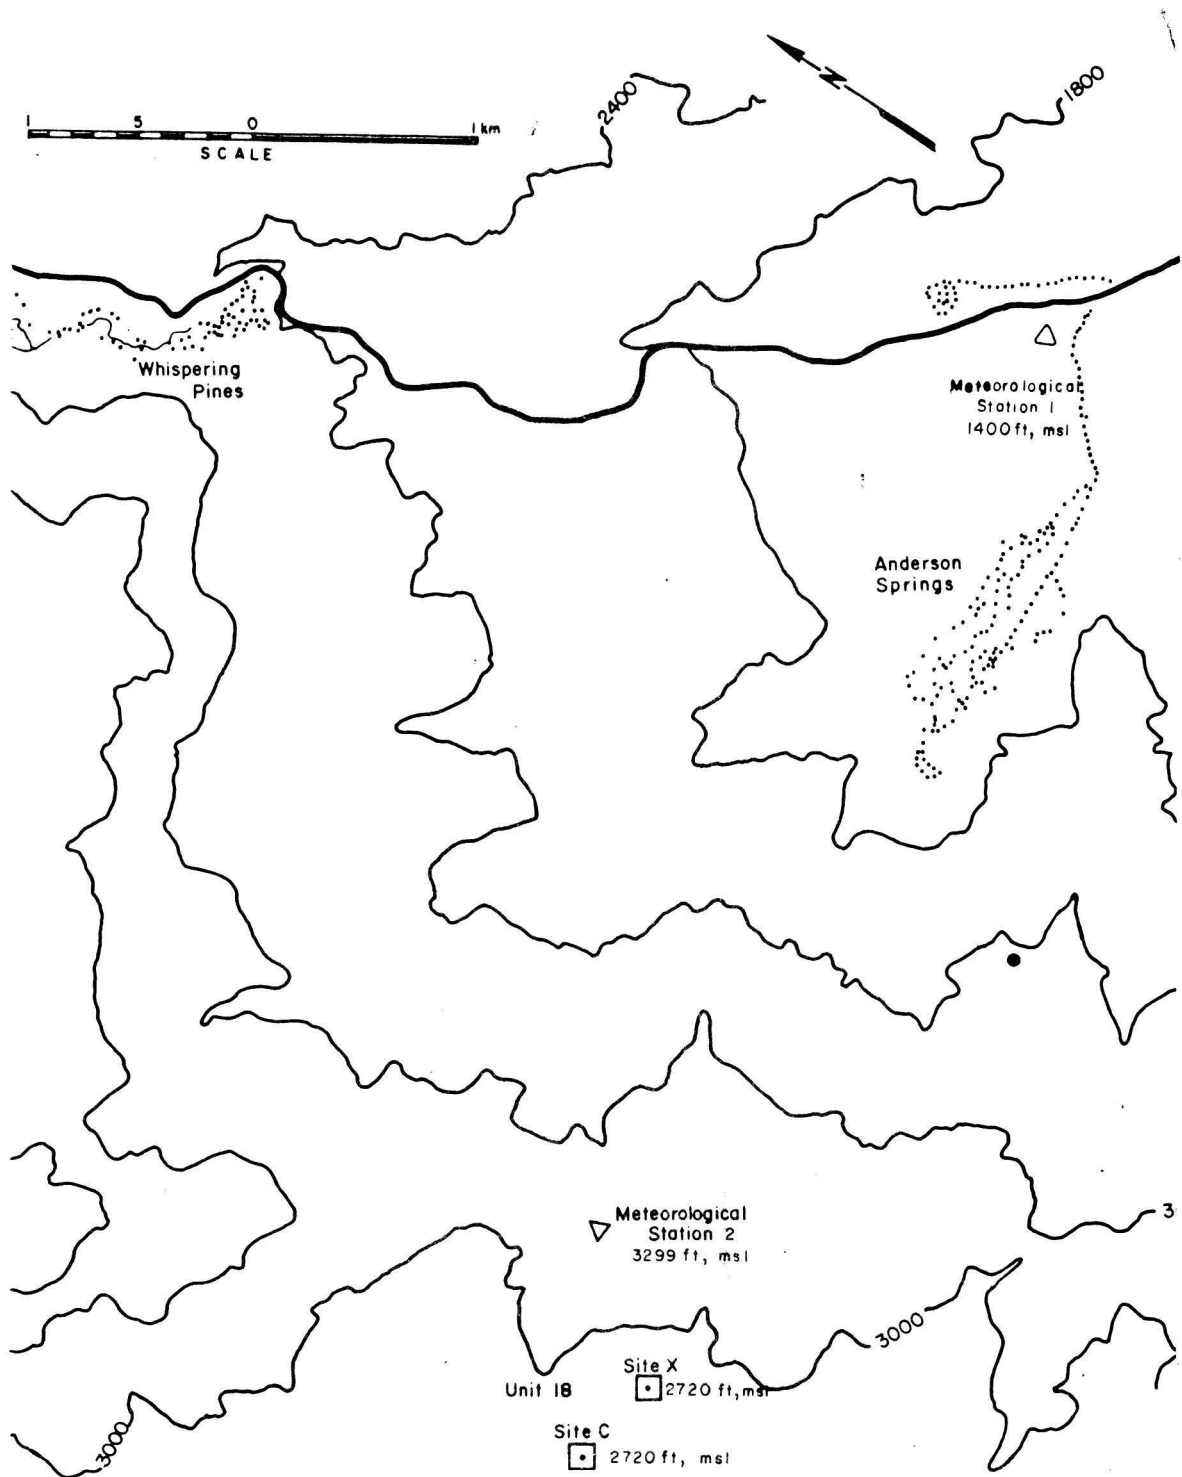 2400
1800
N
1 5 0 1 km
SCALE
Whispering
Pines
Meteorological
Station 1
1400 ft, msl
Anderson
Springs
Meteorological
Station 2
3299 ft, msl
3
3000
Site X
2720 ft, msl
Unit 18
Site C
2720 ft, msl
3000